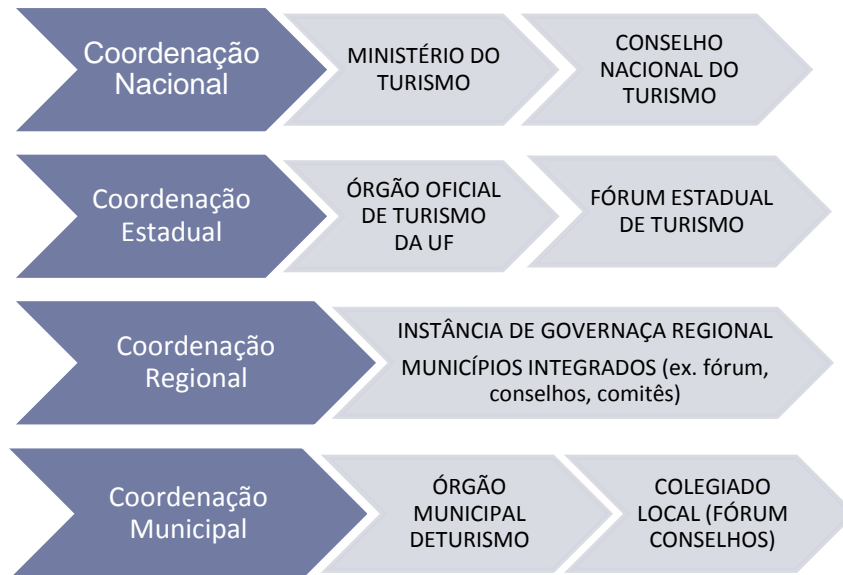 Coordenação
Nacional
MINISTÉRIO DO
TURISMO
CONSELHO
NACIONAL DO
TURISMO
Coordenação
Estadual
ÓRGÃO OFICIAL
DE TURISMO
DA UF
FÓRUM ESTADUAL
DE TURISMO
Coordenação
Regional
INSTÂNCIA DE GOVERNAÇA REGIONAL
MUNICÍPIOS INTEGRADOS (ex. fórum,
conselhos, comitês)
Coordenação
Municipal
ÓRGÃO
MUNICIPAL
DETURISMO
COLEGIADO
LOCAL (FÓRUM
CONSELHOS)